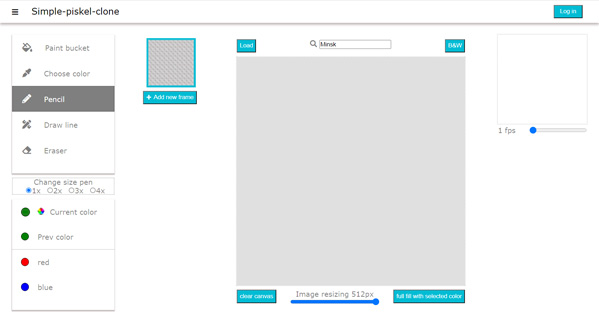 Simple-piskel-clone
Log in
Paint bucket
Choose color
Pencil
Draw line
Eraser
Change size pen
1x 2x 3x 4x
Current color
Prev color
red
blue
+ Add new frame
Load
Minsk
B&W
clear canvas
Image resizing 512px
full fill with selected color
1 fps